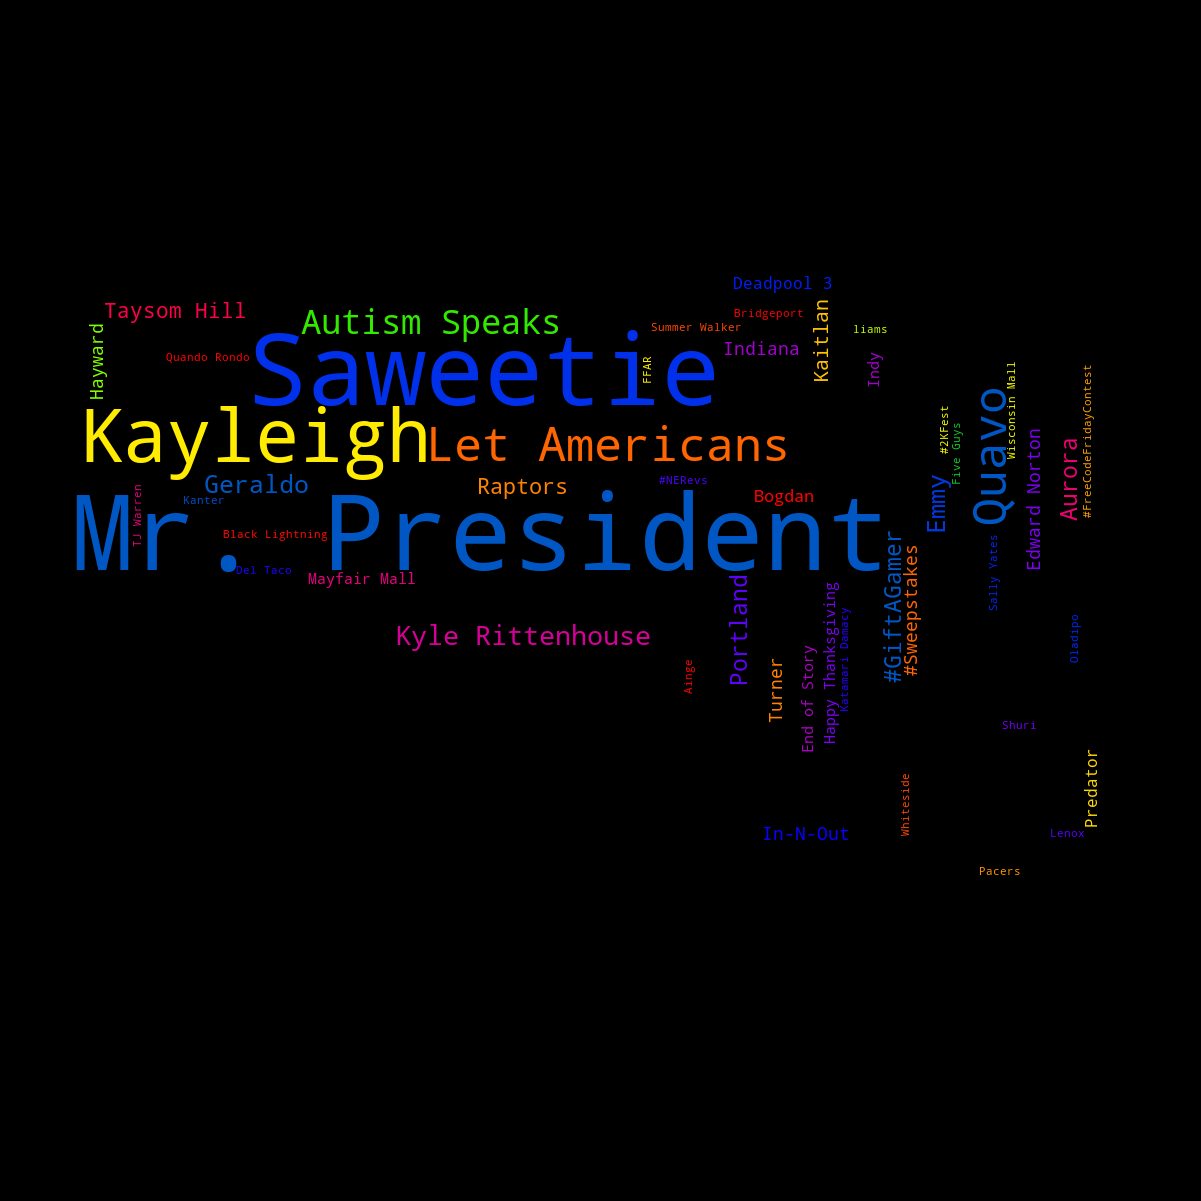 Deadpool 3
Taysom Hill
Autism Speaks
Bridgeport
Kaitlan
Hayward
Quando Rondo
Saweetie
Summer Walker
FFAR
Indiana
1iams
Indy
Kayleigh
Let Americans
#2KFest
Five Guys
Quavo
Wisconsin Mall
Edward Norton
Aurora
#FreeCodeFridayContest
Geraldo
Raptors
#NERevs
Bogdan
Emmy
TJ Warren
Kanter
Mr. President
Black Lightning
Del Taco
Mayfair Mall
Portland
#GiftAGamer
#Sweepstakes
Sally Yates
Kyle Rittenhouse
Ainge
Turner
End of Story
Happy Thanksgiving
Katamari Damacy
Oladipo
Shuri
Predator
Whiteside
In-N-Out
Lenox
Pacers